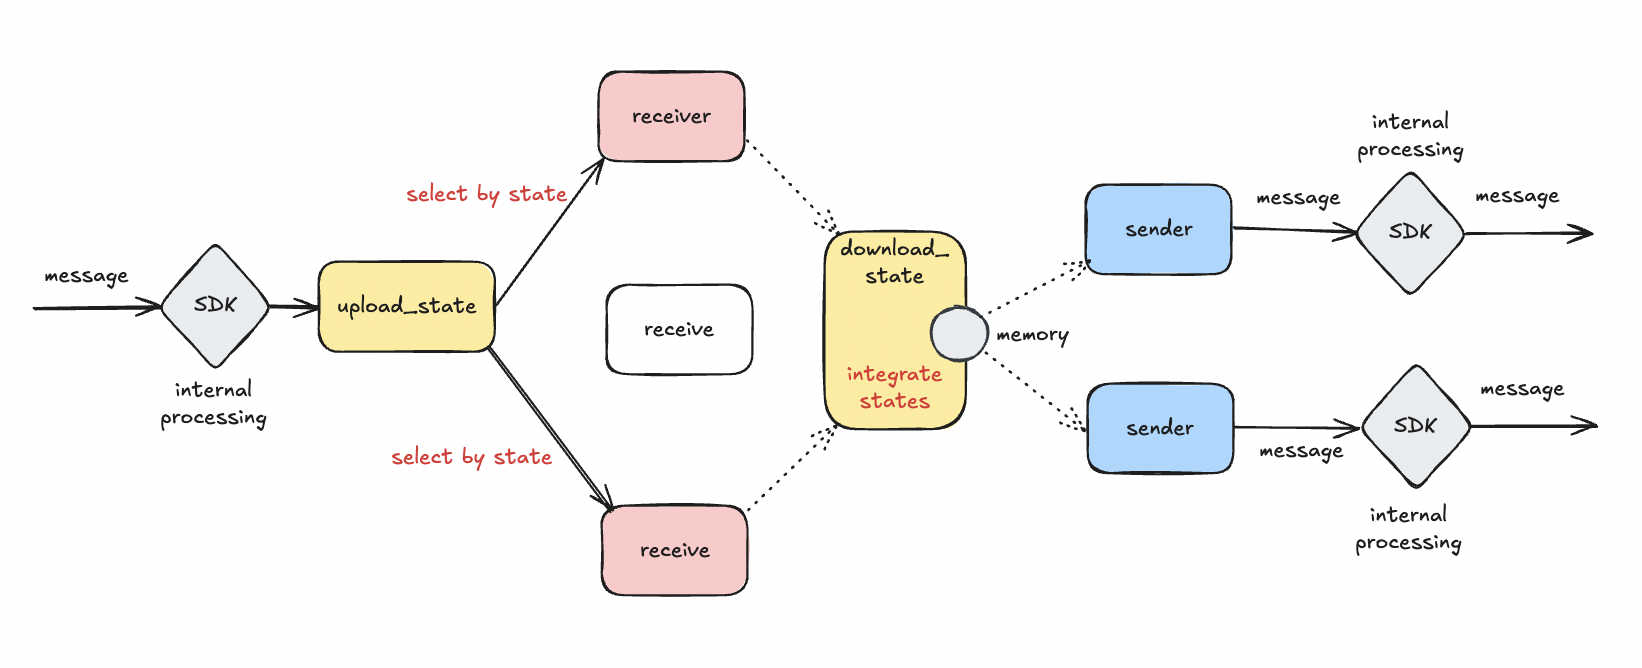 message
SDK
internal
processing
upload_state
select by state
select by state
receiver
receive
receive
download_
state
integrate
states
memory
sender
message
internal
processing
SDK
message
sender
message
SDK
message
internal
processing